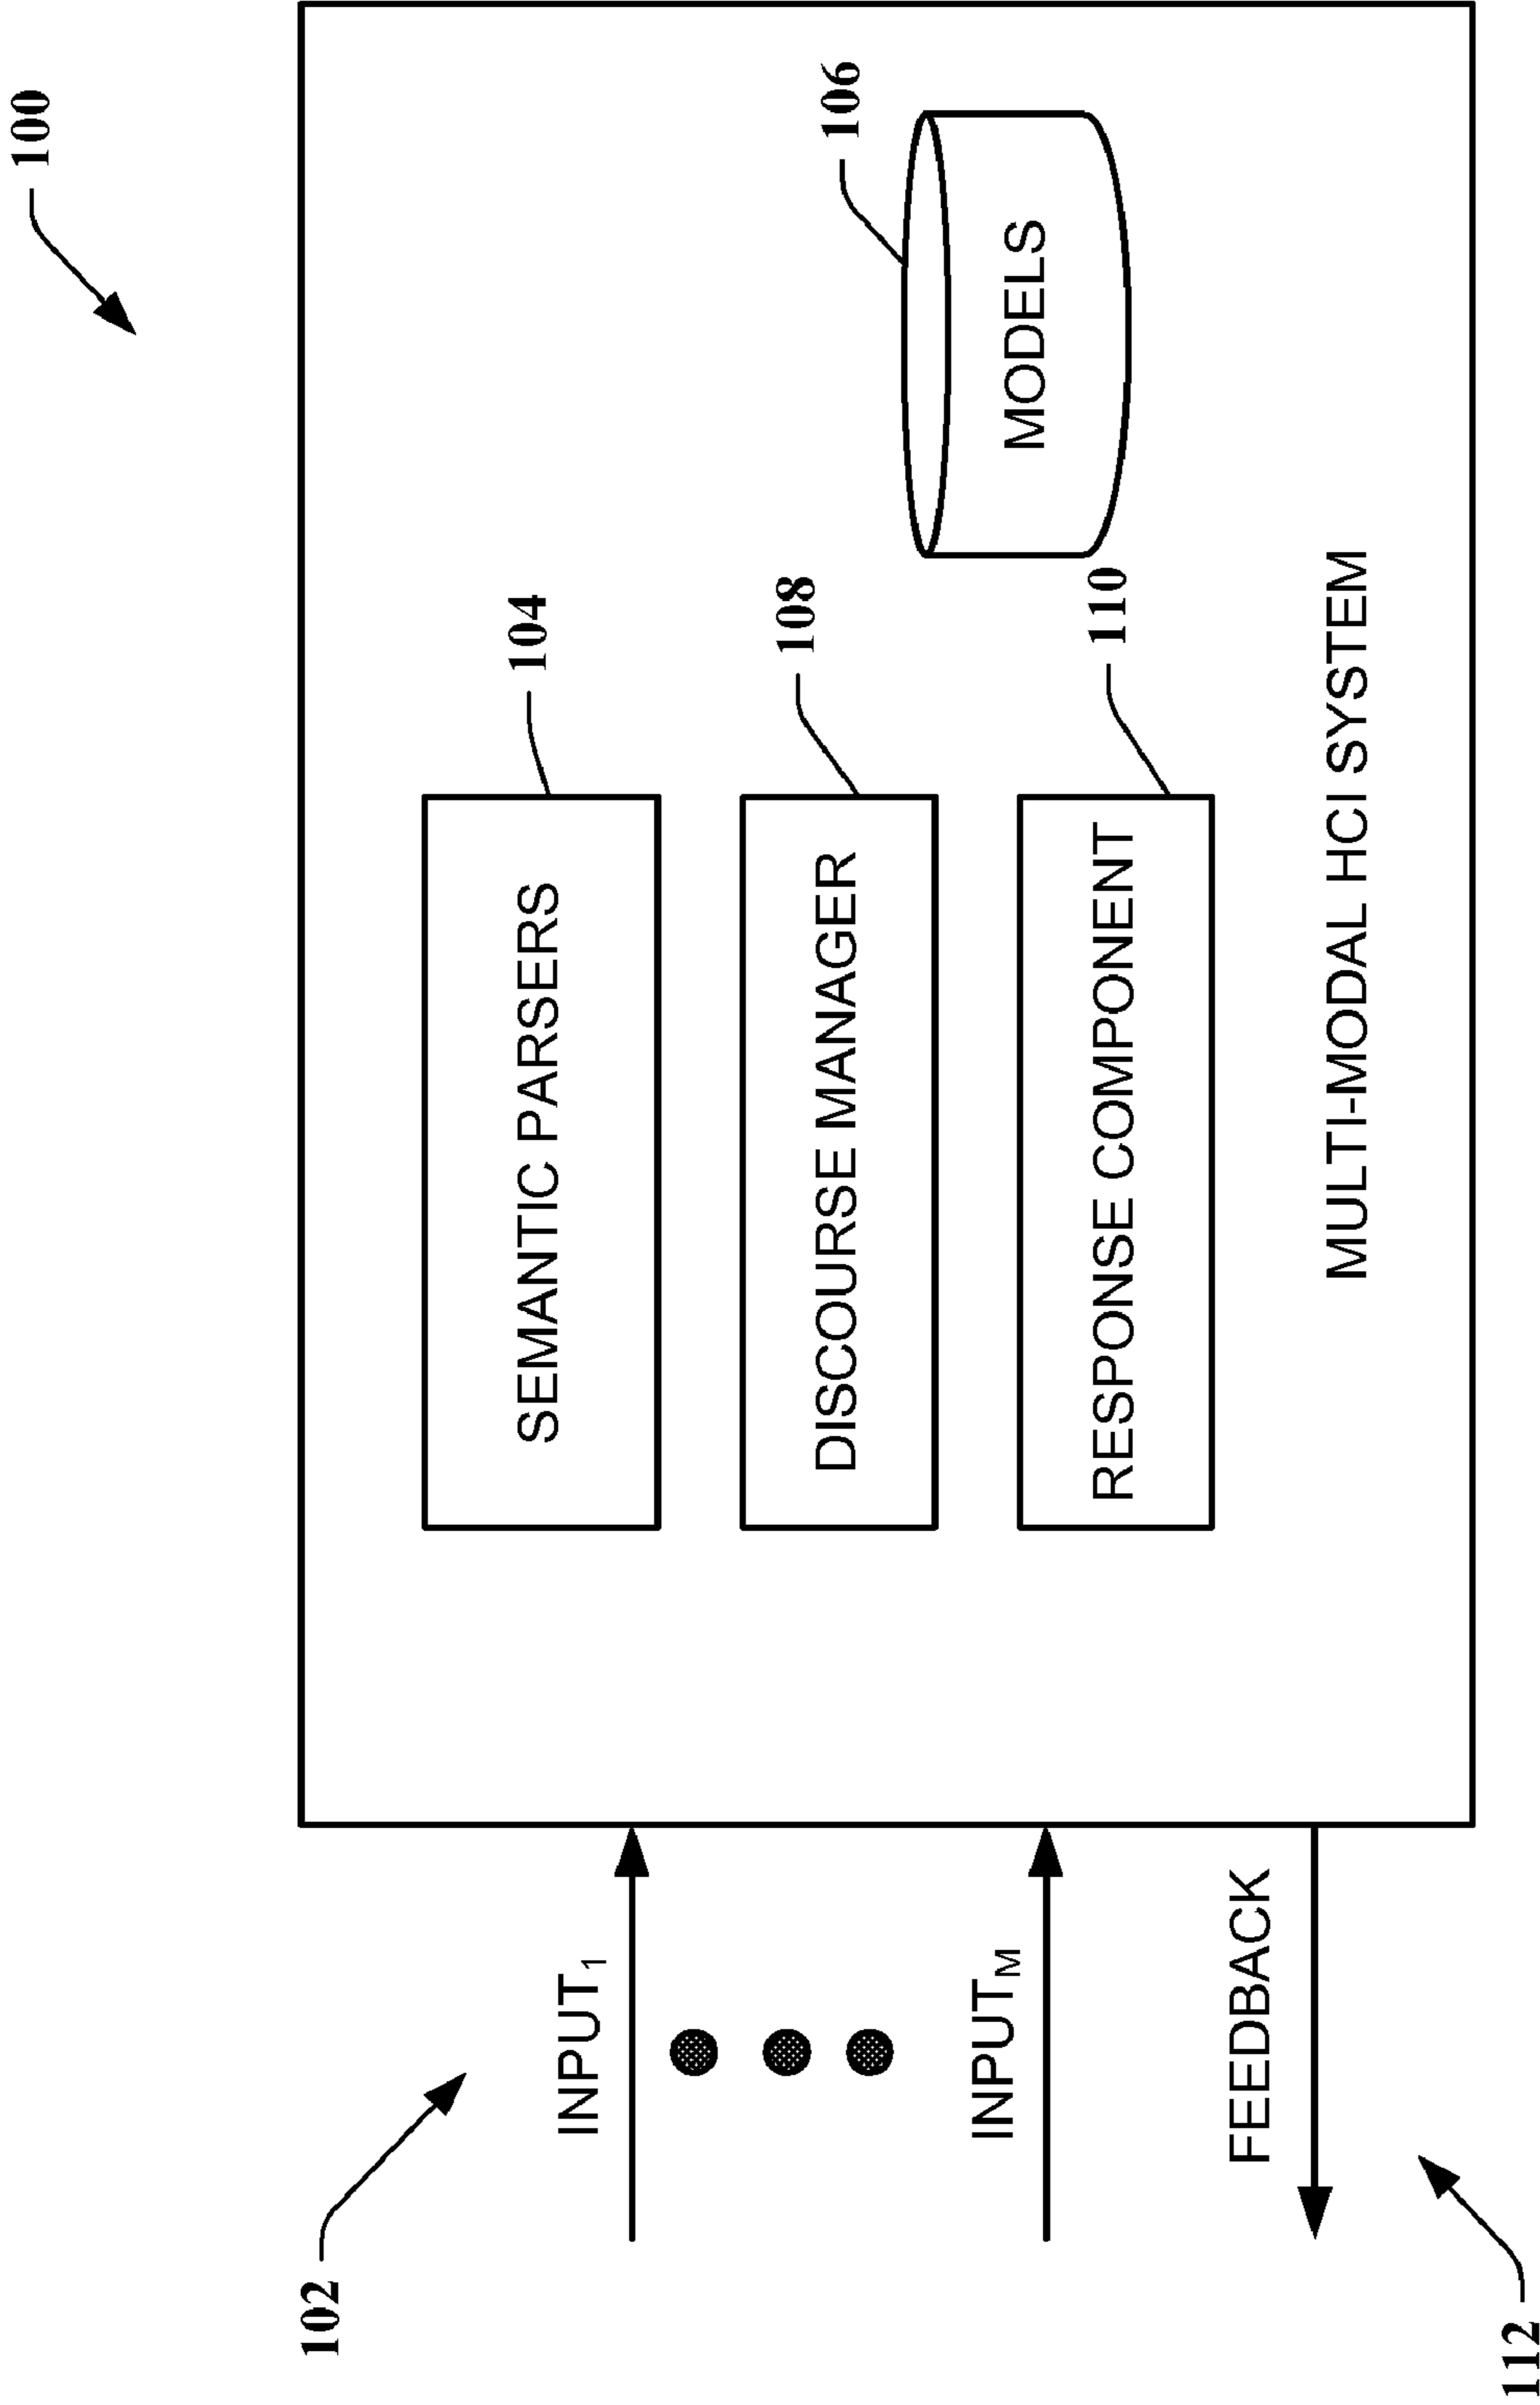 100
102
INPUT1
INPUTM
FEEDBACK
112
SEMANTIC PARSERS
104
DISCOURSE MANAGER
108
RESPONSE COMPONENT
110
106
MODELS
MULTI-MODAL HCI SYSTEM